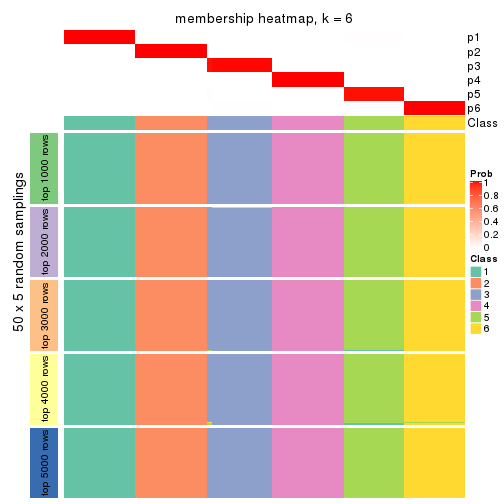 membership heatmap, k = 6
p1
p2
p3
p4
p5
p6
Class
50 x 5 random samplings
top 1000 rows
top 2000 rows
top 3000 rows
top 4000 rows
top 5000 rows
Prob
1
0.8
0.6
0.4
0.2
0
Class
1
2
3
4
5
6